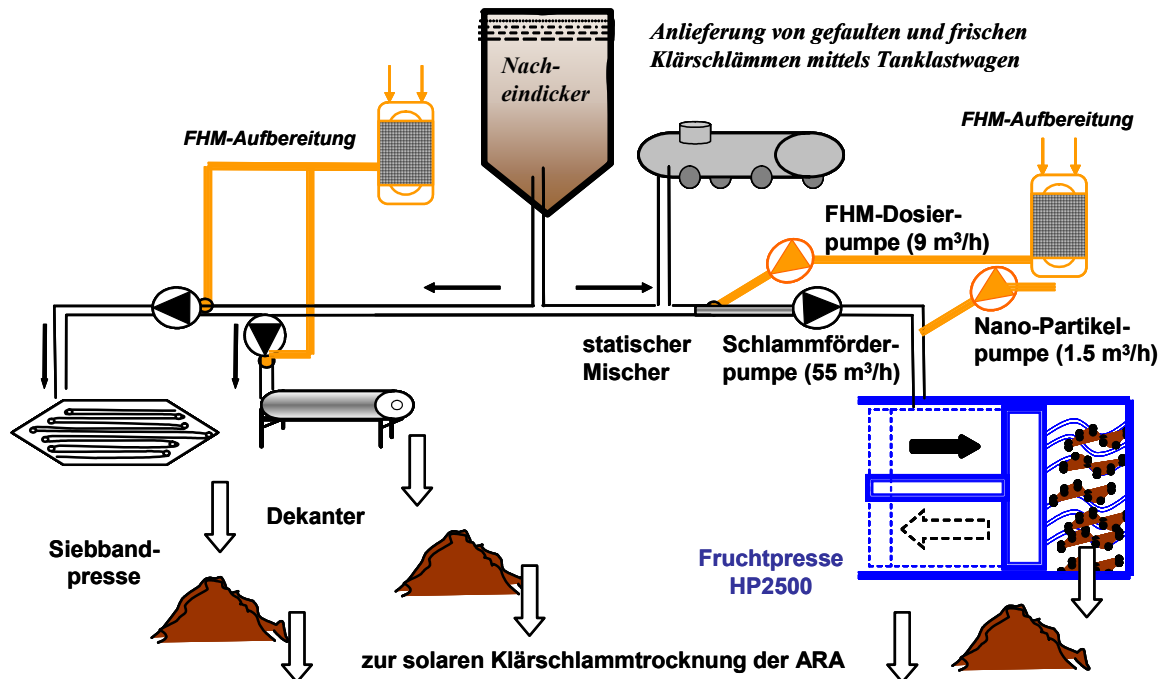 Anlieferung von gefaulten und frischen
Klärschlämmen mittels Tanklastwagen
Nach-
eindicker
FHM-Aufbereitung
FHM-Aufbereitung
FHM-Dosier-
pumpe (9 m³/h)
Nano-Partikel-
pumpe (1.5 m³/h)
statischer
Mischer
Schlammförder-
pumpe (55 m³/h)
Dekanter
Siebband-
presse
Fruchtpresse
HP2500
zur solaren Klärschlammtrocknung der ARA